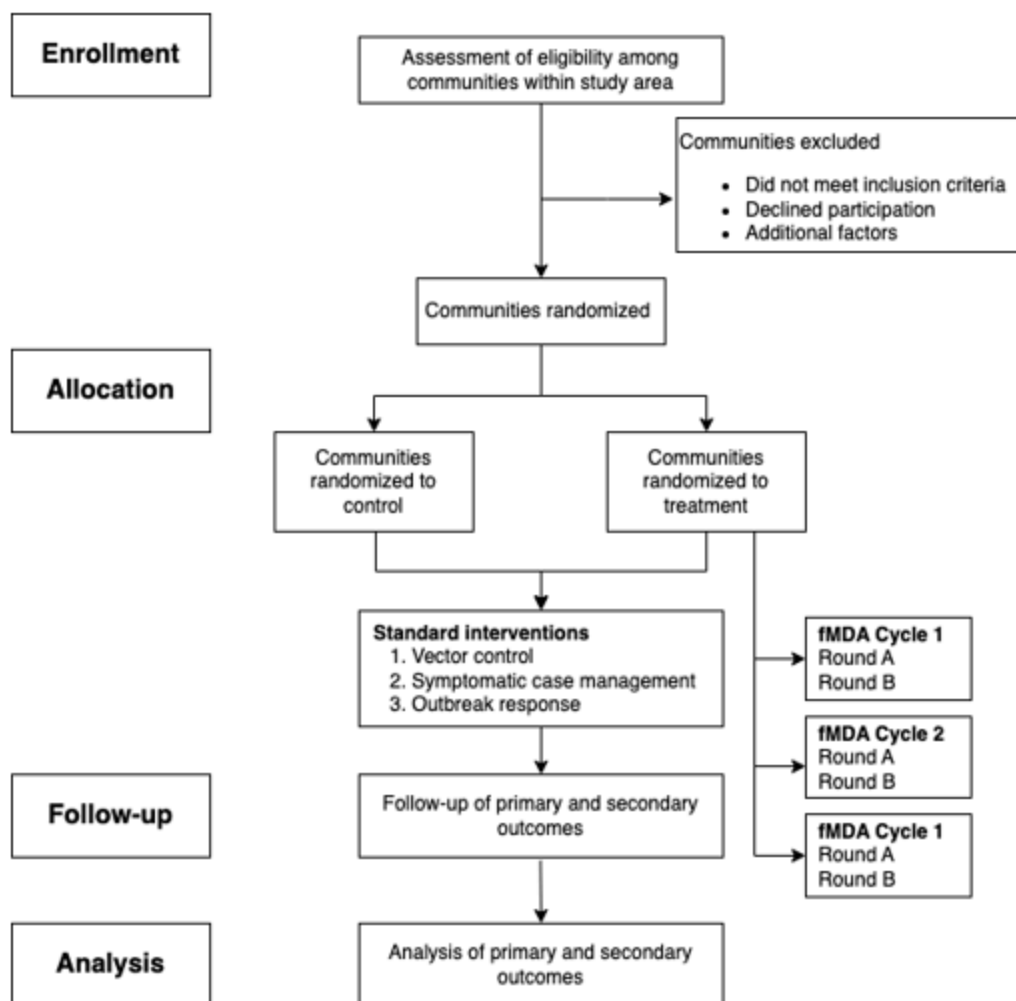 Enrollment
Assessment of eligibility among
communities within study area
Communities excluded
• Did not meet inclusion criteria
• Declined participation
• Additional factors
Communities randomized
Allocation
Communities
randomized to
control
Communities
randomized to
treatment
Standard interventions
1. Vector control
2. Symptomatic case management
3. Outbreak response
fMDA Cycle 1
Round A
Round B
fMDA Cycle 2
Round A
Round B
fMDA Cycle 1
Round A
Round B
Follow-up
Follow-up of primary and secondary
outcomes
Analysis
Analysis of primary and secondary
outcomes